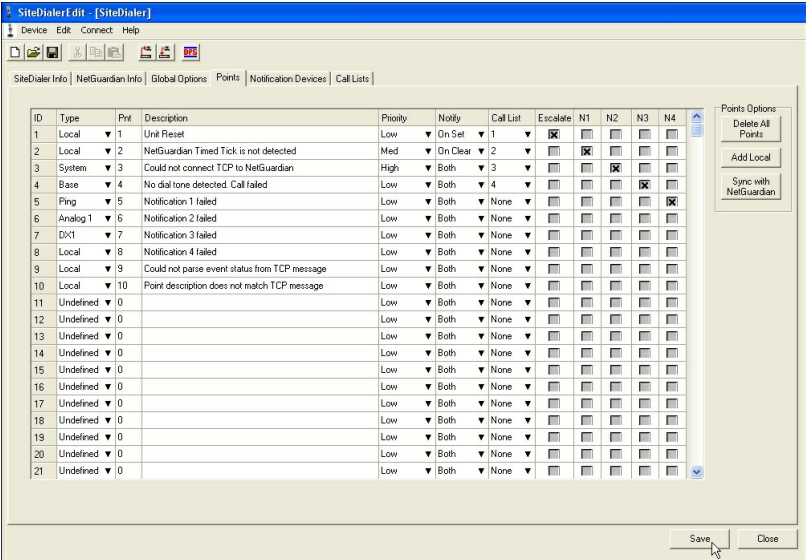 SiteDialerEdit - [SiteDialer]
Device Edit Connect Help
DPS
SiteDialer Info NetGuardian Info Global Options Points Notification Devices Call Lists
ID Type Pnt Description Priority Notify Call List Escalate N1 N2 N3 N4
1 Local 1 Unit Reset Low On Set 1
2 Local 2 NetGuardian Timed Tick is not detected Med On Clear 2
3 System 3 Could not connect TCP to NetGuardian High Both 3
4 Base 4 No dial tone detected. Call failed Low Both 4
5 Ping 5 Notification 1 failed Low Both None
6 Analog 1 6 Notification 2 failed Low Both None
7 DX1 7 Notification 3 failed Low Both None
8 Local 8 Notification 4 failed Low Both None
9 Local 9 Could not parse event status from TCP message Low Both None
10 Local 10 Point description does not match TCP message Low Both None
11 Undefined 0 Low Both None
12 Undefined 0 Low Both None
13 Undefined 0 Low Both None
14 Undefined 0 Low Both None
15 Undefined 0 Low Both None
16 Undefined 0 Low Both None
17 Undefined 0 Low Both None
18 Undefined 0 Low Both None
19 Undefined 0 Low Both None
20 Undefined 0 Low Both None
21 Undefined 0 Low Both None
Points Options
Delete All
Points
Add Local
Sync with
NetGuardian
Save Close